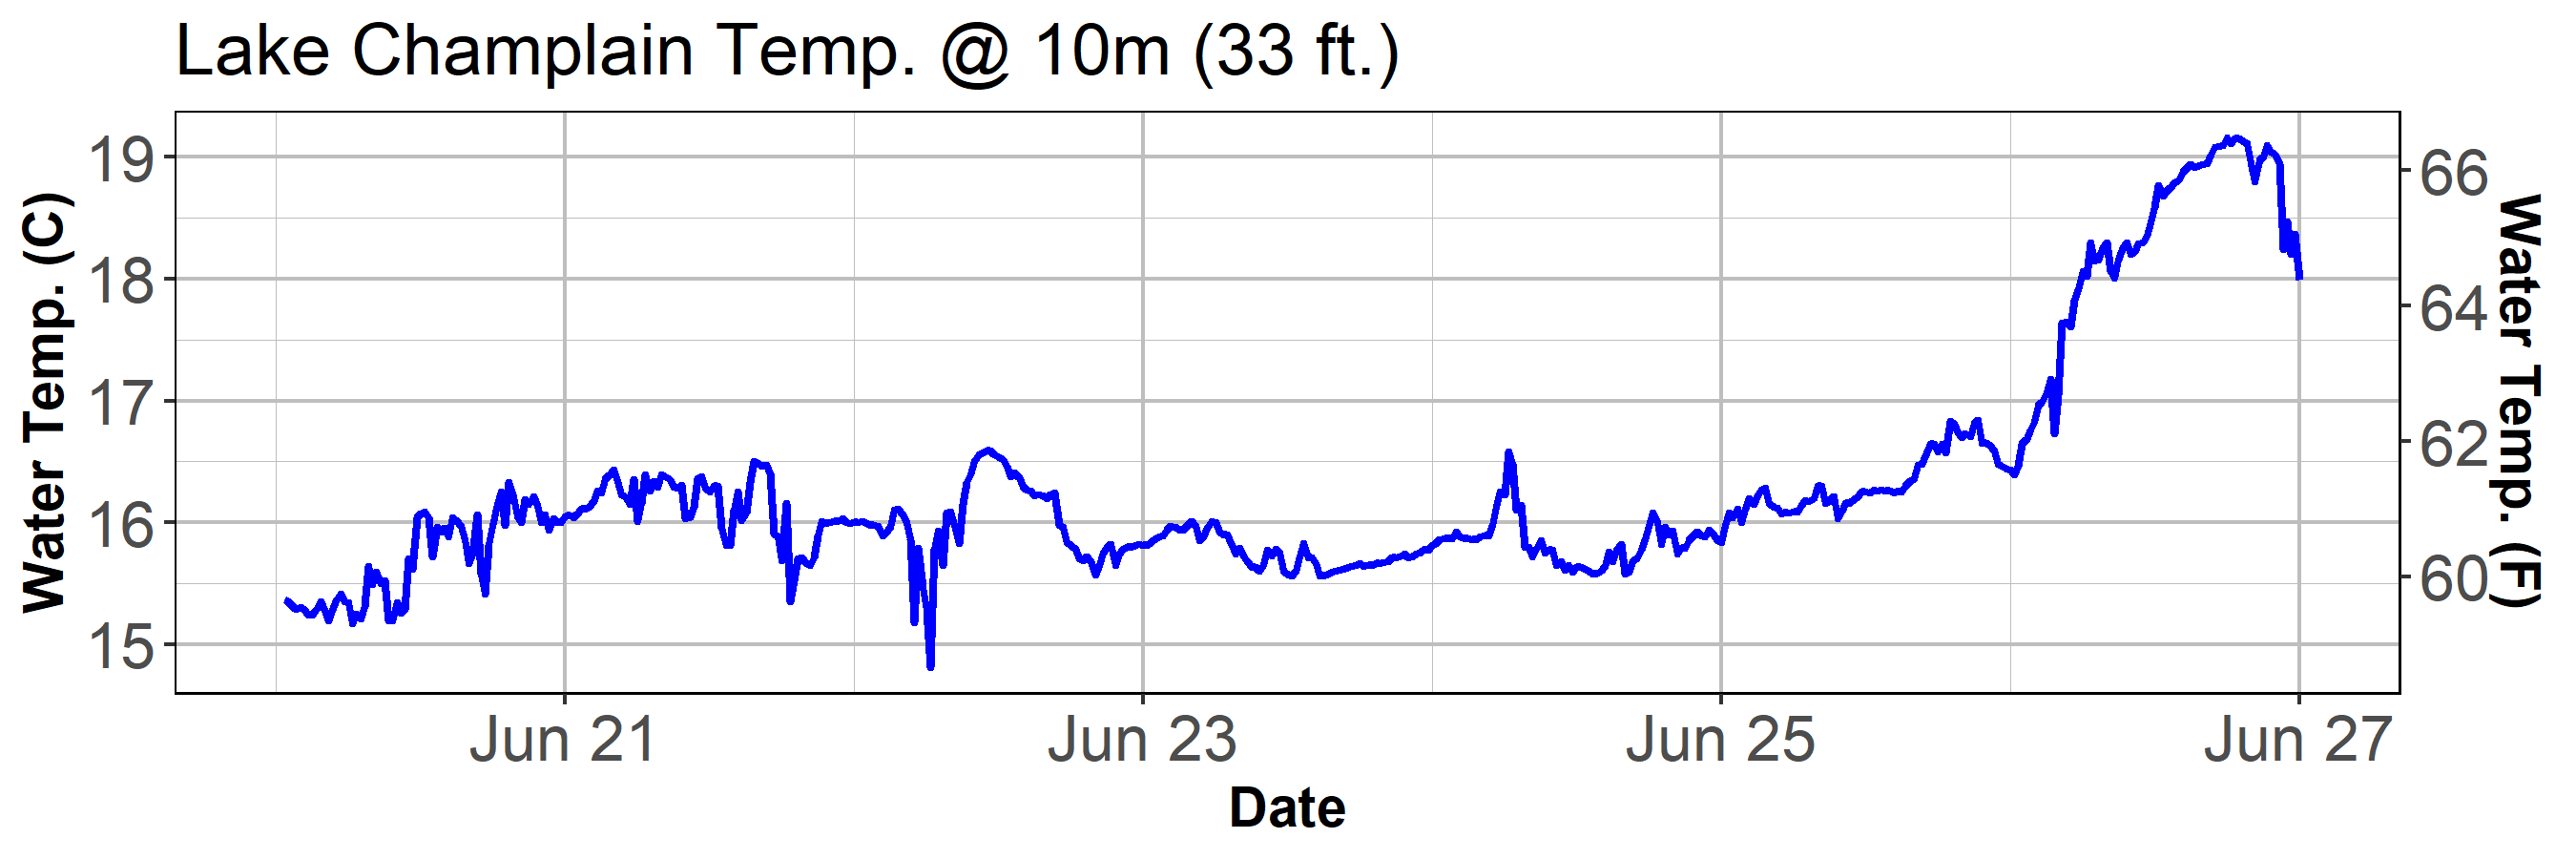 Lake Champlain Temp. @ 10m (33 ft.)
Water Temp. (C)
19
18
17
16
15
66
64
62
60
Water Temp. (F)
Jun 21
Jun 23
Jun 25
Jun 27
Date